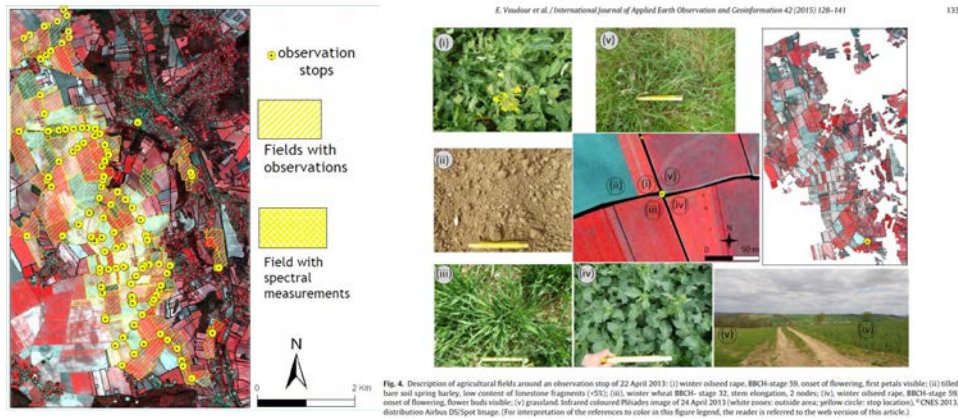 observation
stops
Fields with
observations
Field with
spectral
measurements
N
0 2 Km
E. Vaudour et al. / International Journal of Applied Earth Observation and Geoinformation 42 (2015) 128–141
133
(i)
(v)
(ii)
(ii) (i) (v)
(iii) (iv)
N
0 50 m
(iii)
(iv)
(v) (iv)
Fig. 4. Description of agricultural fields around an observation stop of 22 April 2013: (i) winter oilseed rape, BBCH-stage 59, onset of flowering, first petals visible; (ii) tilled
bare soil spring barley, low content of limestone fragments (<5%); (iii), winter wheat BBCH- stage 32, stem elongation, 2 nodes; (iv), winter oilseed rape, BBCH-stage 59,
onset of flowering, flower buds visible; (v) grassland. Infrared coloured Pléiades image of 24 April 2013 (white zones: outside area; yellow circle: stop location), ©CNES 2013,
distribution Airbus DS/Spot Image. (For interpretation of the references to color in this figure legend, the reader is referred to the web version of this article.)